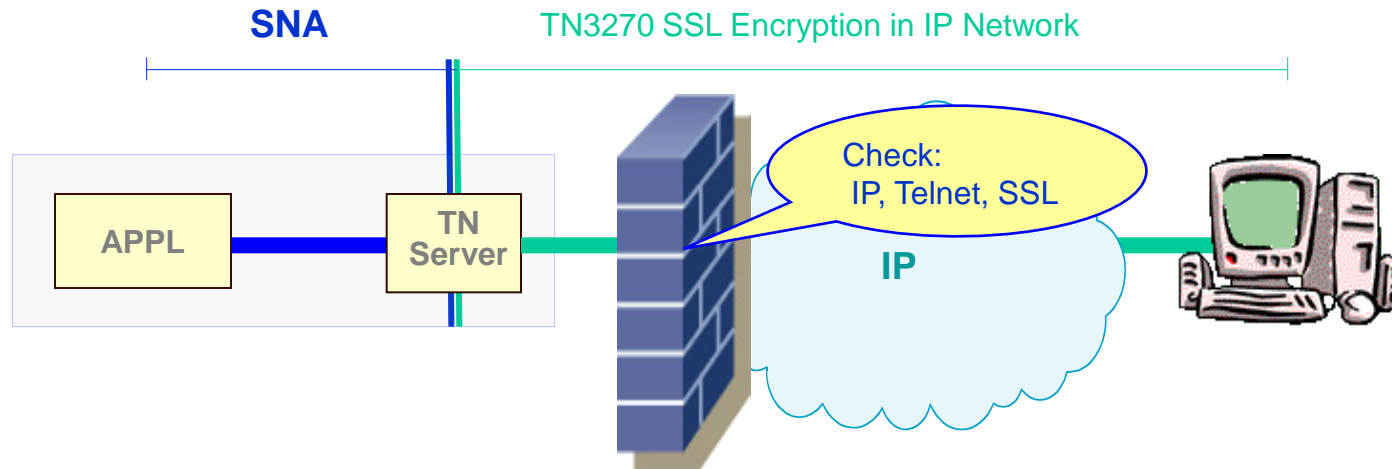 SNA
TN3270 SSL Encryption in IP Network
Check:
IP, Telnet, SSL
APPL
TN
Server
IP